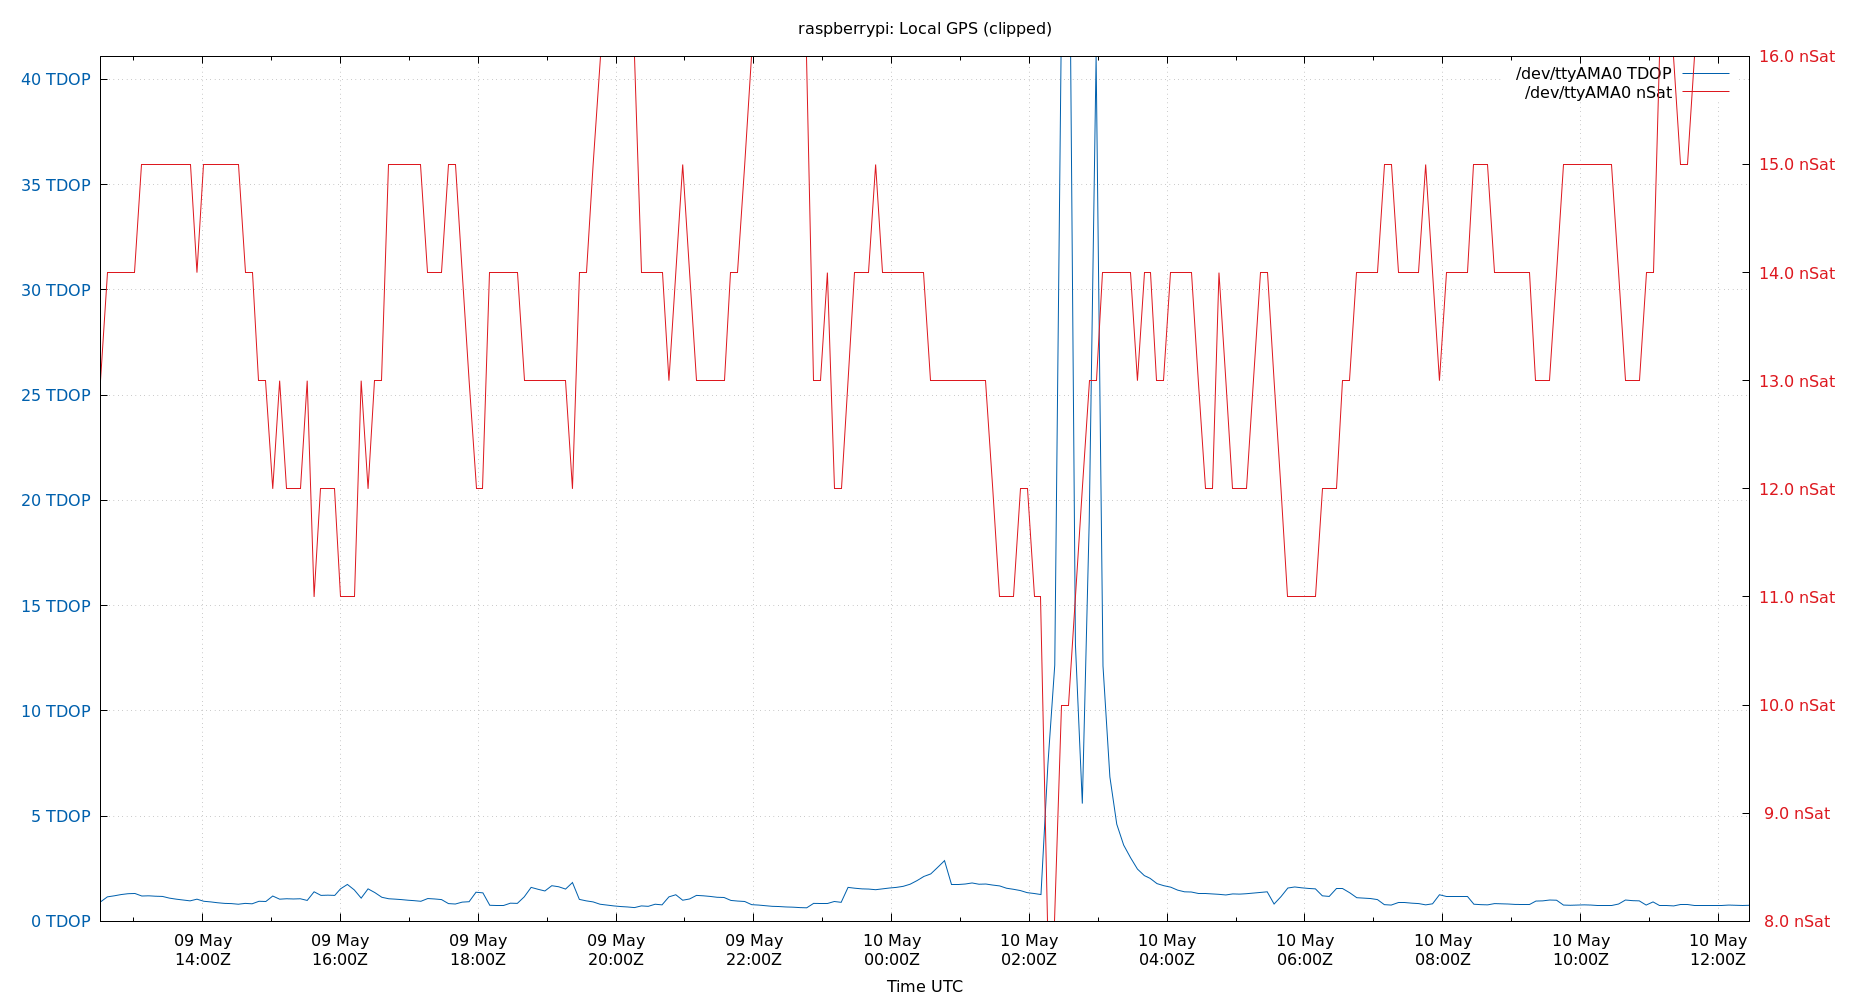 raspberrypi: Local GPS (clipped)
/dev/ttyAMA0 TDOP
/dev/ttyAMA0 nSat
40 TDOP
35 TDOP
30 TDOP
25 TDOP
20 TDOP
15 TDOP
10 TDOP
5 TDOP
0 TDOP
16.0 nSat
15.0 nSat
14.0 nSat
13.0 nSat
12.0 nSat
11.0 nSat
10.0 nSat
9.0 nSat
8.0 nSat
09 May
14:00Z
09 May
16:00Z
09 May
18:00Z
09 May
20:00Z
09 May
22:00Z
10 May
00:00Z
10 May
02:00Z
10 May
04:00Z
10 May
06:00Z
10 May
08:00Z
10 May
10:00Z
10 May
12:00Z
Time UTC